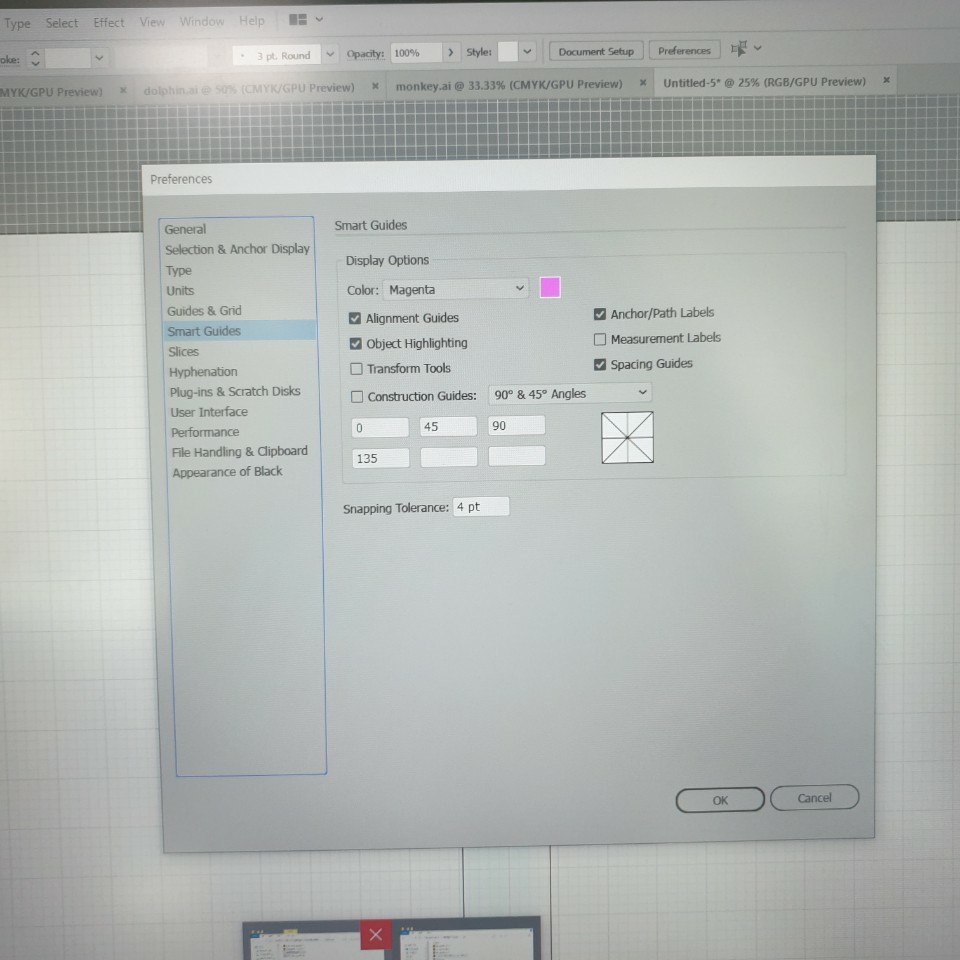 Type Select Effect View Window Help
oke: 3 pt. Round Opacity: 100% Style: Document Setup Preferences
MYK/GPU Preview) × dolphin.ai @ 50% (CMYK/GPU Preview) × monkey.ai @ 33.33% (CMYK/GPU Preview) × Untitled-5* @ 25% (RGB/GPU Preview) ×
Preferences
General
Selection & Anchor Display
Type
Units
Guides & Grid
Smart Guides
Slices
Hyphenation
Plug-ins & Scratch Disks
User Interface
Performance
File Handling & Clipboard
Appearance of Black
Smart Guides
Display Options
Color: Magenta
Alignment Guides Anchor/Path Labels
Object Highlighting Measurement Labels
Transform Tools Spacing Guides
Construction Guides: 90° & 45° Angles
0 45 90
135
Snapping Tolerance: 4 pt
OK Cancel